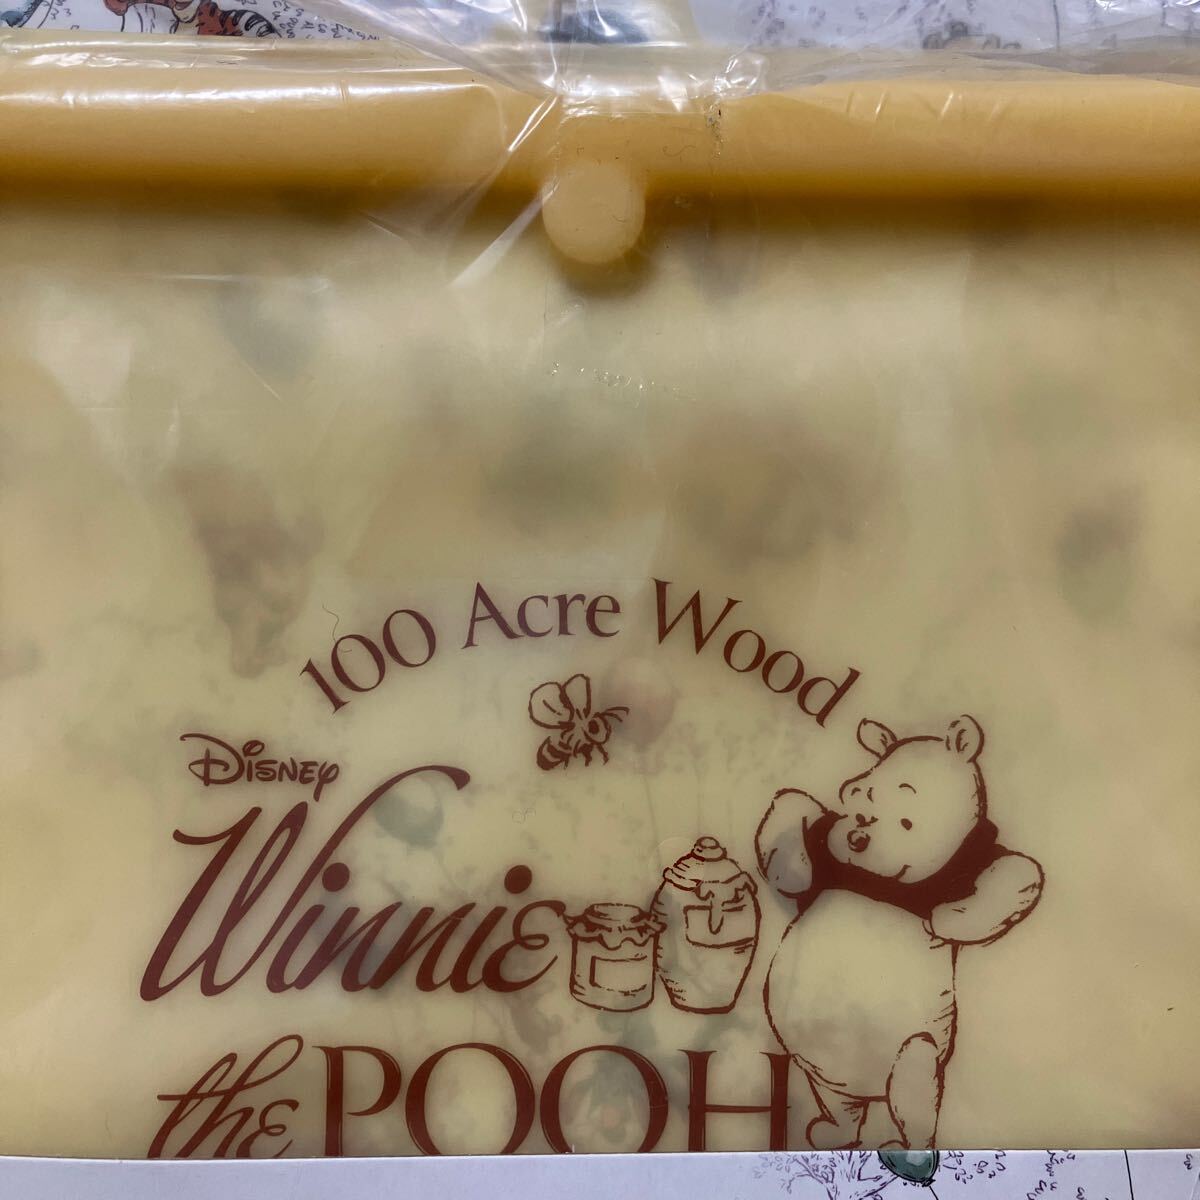 100 Acre Wood
Disney
Winnie
the POOH